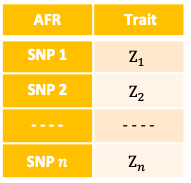 AFR Trait
SNP 1 Z₁
SNP 2 Z₂
---- ----
SNP n Zₙ